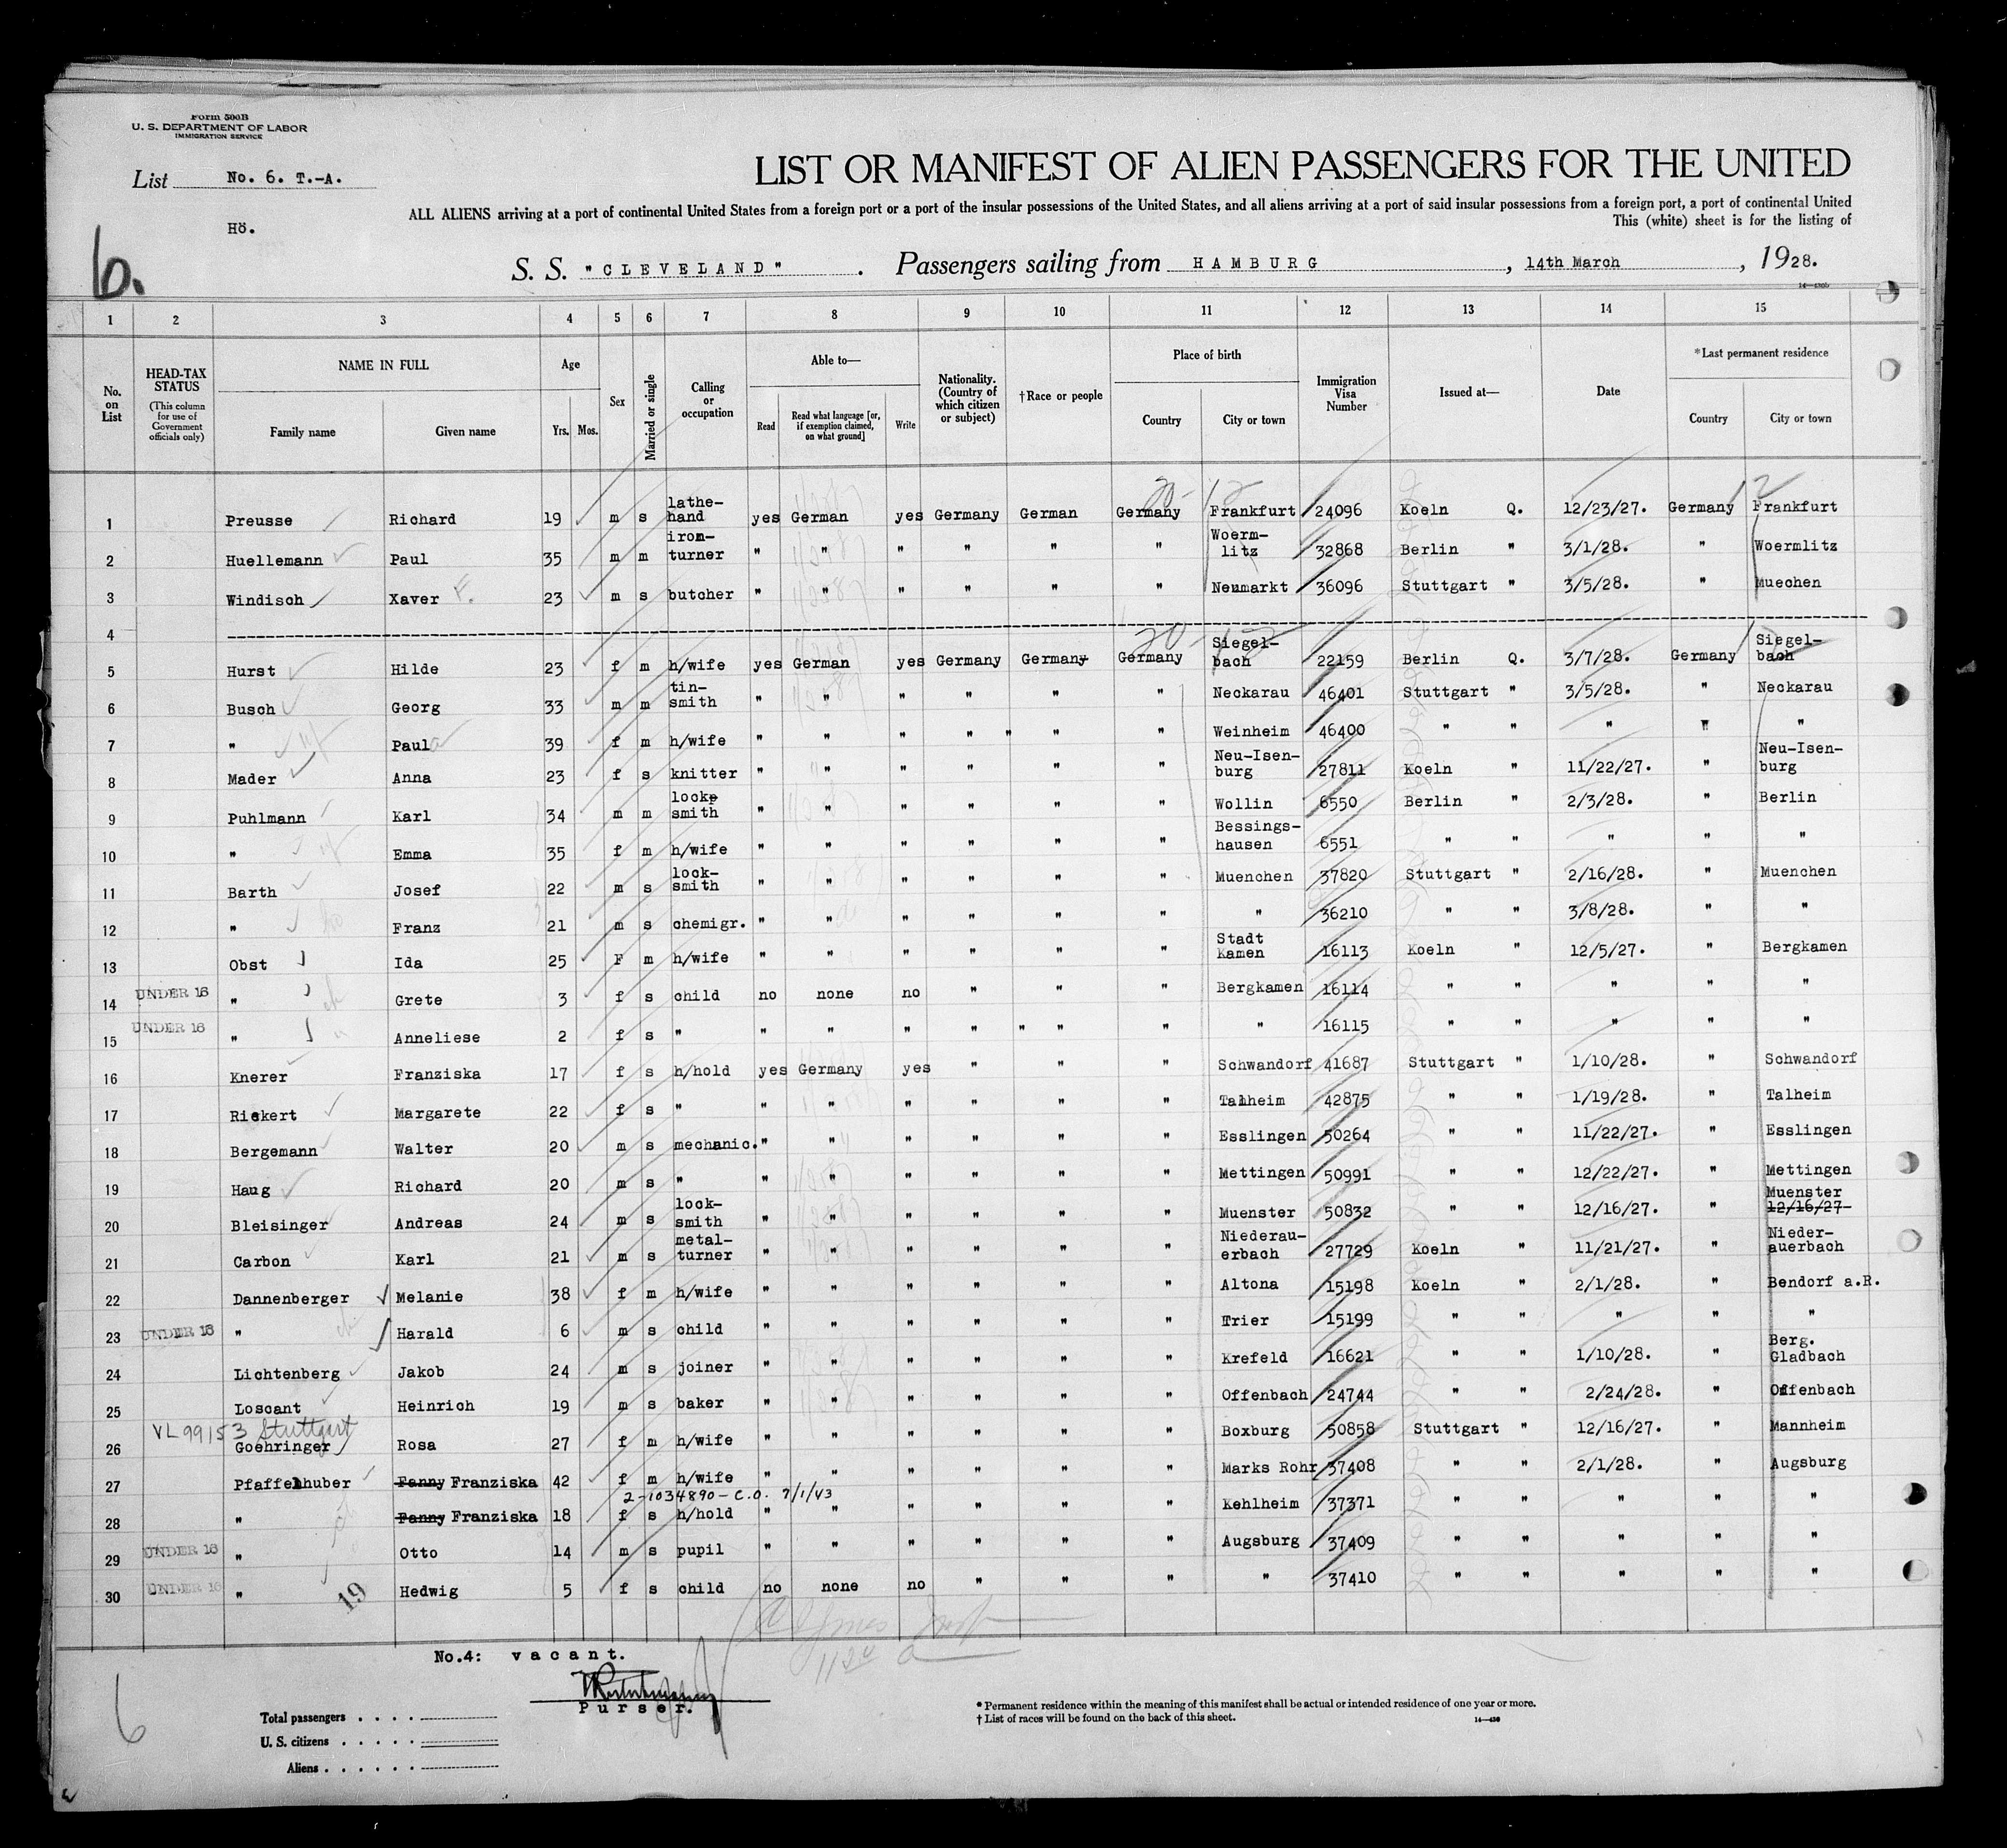 Form 500B
U. S. DEPARTMENT OF LABOR
IMMIGRATION SERVICE
List No. 6. T.-A.
Hö.
6.
LIST OR MANIFEST OF ALIEN PASSENGERS FOR THE UNITED
ALL ALIENS arriving at a port of continental United States from a foreign port or a port of the insular possessions of the United States, and all aliens arriving at a port of said insular possessions from a foreign port, a port of continental United
This (white) sheet is for the listing of
S. S. "CLEVELAND" . Passengers sailing from HAMBURG , 14th March , 1928.
1 2 3 4 5 6 7 8 9 10 11 12 13 14 15
No. on List
HEAD-TAX STATUS (This column for use of Government officials only)
NAME IN FULL Family name Given name
Age Yrs. Mos.
Sex
Married or single
Calling or occupation
Able to— Read Read what language [or, if exemption claimed, on what ground] Write
Nationality. (Country of which citizen or subject)
†Race or people
Place of birth Country City or town
Immigration Visa Number
Issued at—
Date
*Last permanent residence Country City or town
1 Preusse Richard 19 m s lathe-hand yes German yes Germany German Germany Frankfurt 24096 Koeln Q. 12/23/27. Germany Frankfurt
2 Huellemann Paul 35 m m iron-turner " " " " " " Woerm-litz 32868 Berlin " 3/1/28. " Woermlitz
3 Windisch Xaver F. 23 m s butcher " " " " " " Neumarkt 36096 Stuttgart " 3/5/28. " Muechen
4
5 Hurst Hilde 23 f m h/wife yes German yes Germany Germany Germany Siegel-bach 22159 Berlin Q. 3/7/28. Germany Siegel-bach
6 Busch Georg 33 m m tin-smith " " " " " " Neckarau 46401 Stuttgart " 3/5/28. " Neckarau
7 " Paula 39 f m h/wife " " " " " " " Weinheim 46400 " " " " "
8 Mader Anna 23 f s knitter " " " " " " Neu-Isen-burg 27811 Koeln " 11/22/27. " Neu-Isen-burg
9 Puhlmann Karl 34 m m lock-smith " " " " " " Wollin 6550 Berlin " 2/3/28. " Berlin
10 " Emma 35 f m h/wife " " " " " " Bessings-hausen 6551 " " " " "
11 Barth Josef 22 m s lock-smith " " " " " " Muenchen 37820 Stuttgart " 2/16/28. " Muenchen
12 " Franz 21 m s chemigr. " " " " " " " 36210 " " 3/8/28. " "
13 Obst Ida 25 F m h/wife " " " " " " Stadt Kamen 16113 Koeln " 12/5/27. " Bergkamen
14 UNDER 16 " Grete 3 f s child no none no " " " Bergkamen 16114 " " " " "
15 UNDER 16 " Anneliese 2 f s " " " " " " " " " 16115 " " " " "
16 Knerer Franziska 17 f s h/hold yes Germany yes " " " Schwandorf 41687 Stuttgart " 1/10/28. " Schwandorf
17 Riekert Margarete 22 f s " " " " " " " Talheim 42875 " " 1/19/28. " Talheim
18 Bergemann Walter 20 m s mechanic. " " " " " " Esslingen 50264 " " 11/22/27. " Esslingen
19 Haug Richard 20 m s " " " " " " " Mettingen 50991 " " 12/22/27. " Mettingen
20 Bleisinger Andreas 24 m s lock-smith " " " " " " Muenster 50832 " " 12/16/27. " Muenster 12/16/27
21 Carbon Karl 21 m s metal-turner " " " " " " Niederau-erbach 27729 Koeln " 11/21/27. " Nieder-auerbach
22 Dannenberger Melanie 38 f m h/wife " " " " " " Altona 15198 Koeln " 2/1/28. " Bendorf a.R.
23 UNDER 16 " Harald 6 m s child " " " " " " Trier 15199 " " " " "
24 Lichtenberg Jakob 24 m s joiner " " " " " " Krefeld 16621 " " 1/10/28. " Berg. Gladbach
25 Loscant Heinrich 19 m s baker " " " " " " Offenbach 24744 " " 2/24/28. " Offenbach
VL 99153 Stuttgart
26 Goehringer Rosa 27 f m h/wife " " " " " " Boxburg 50858 Stuttgart " 12/16/27. " Mannheim
27 Pfaffelhuber Fanny Franziska 42 f m h/wife " " " " " " Marks Rohr 37408 " " 2/1/28. " Augsburg
2-1034890-C.O. 7/1/43
28 " Fanny Franziska 18 f s h/hold " " " " " " Kehlheim 37371 " " " " "
29 UNDER 16 " Otto 14 m s pupil " " " " " " Augsburg 37409 " " " " "
30 UNDER 16 " Hedwig 5 f s child no none no " " " " 37410 " " " " "
19
No.4: vacant.
Purser.
6
Total passengers
U. S. citizens
Aliens
* Permanent residence within the meaning of this manifest shall be actual or intended residence of one year or more.
† List of races will be found on the back of this sheet.